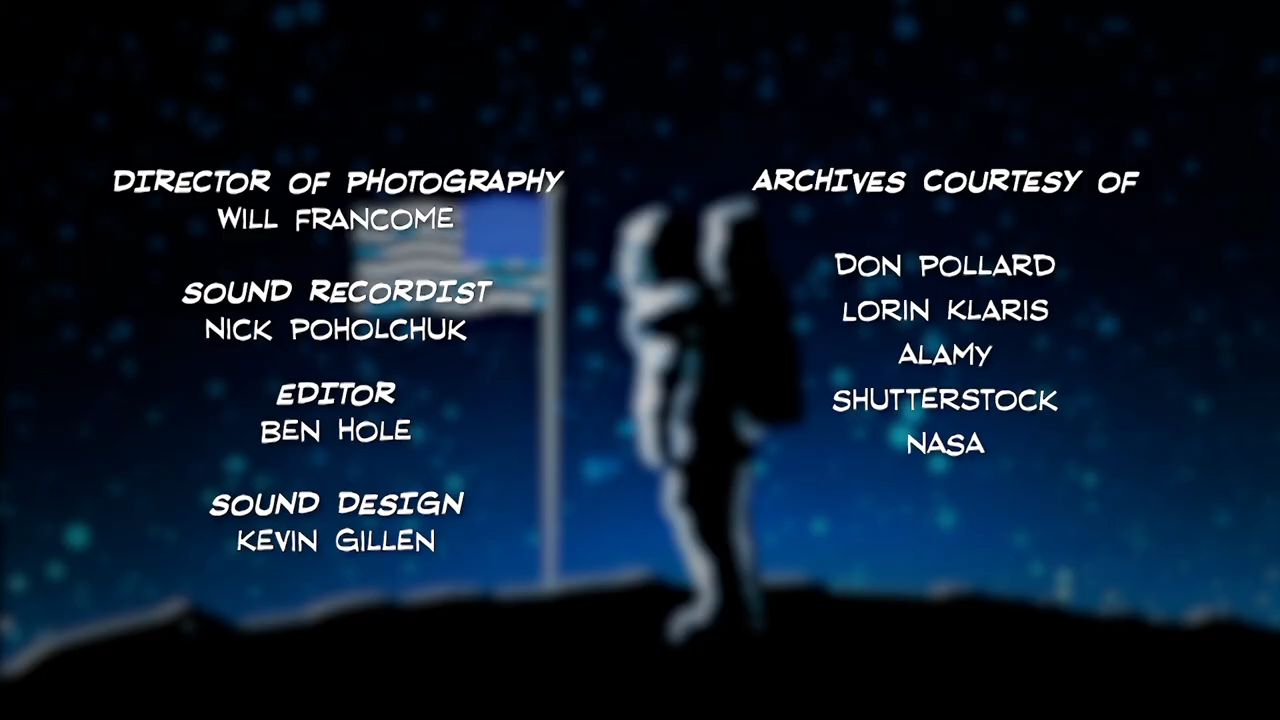 DIRECTOR OF PHOTOGRAPHY
WILL FRANCOME
SOUND RECORDIST
NICK POHOLCHUK
EDITOR
BEN HOLE
SOUND DESIGN
KEVIN GILLEN
ARCHIVES COURTESY OF
DON POLLARD
LORIN KLARIS
ALAMY
SHUTTERSTOCK
NASA